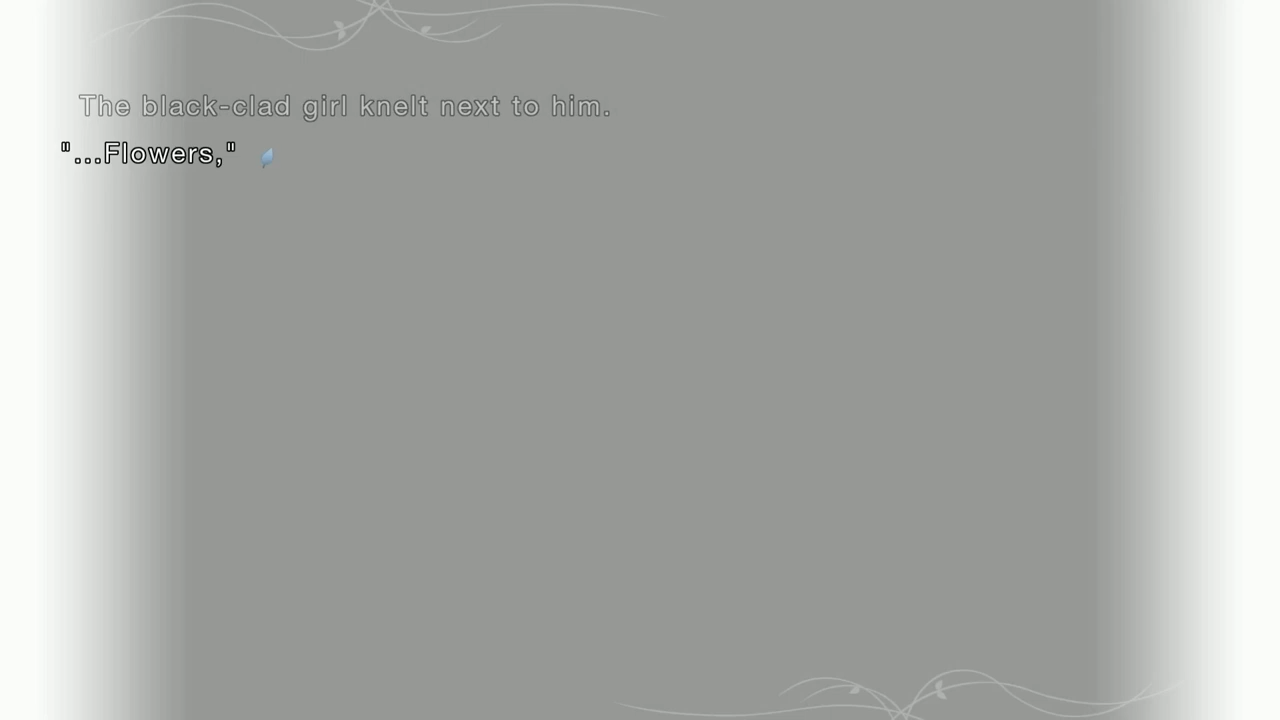 The black-clad girl knelt next to him.
"...Flowers,"